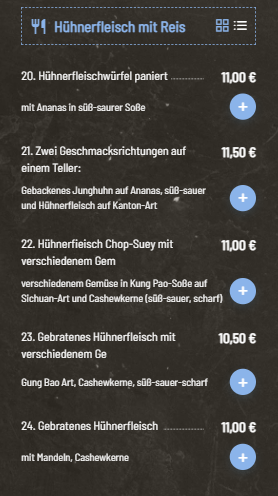 Hühnerfleisch mit Reis
20. Hühnerfleischwürfel paniert 11,00 €
mit Ananas in süß-saurer Soße
21. Zwei Geschmacksrichtungen auf 11,50 €
einem Teller:
Gebackenes Junghuhn auf Ananas, süß-sauer
und Hühnerfleisch auf Kanton-Art
22. Hühnerfleisch Chop-Suey mit 11,00 €
verschiedenem Gem
verschiedenem Gemüse in Kung Pao-Soße auf
Sichuan-Art und Cashewkerne (süß-sauer, scharf)
23. Gebratenes Hühnerfleisch mit 10,50 €
verschiedenem Ge
Gung Bao Art, Cashewkerne, süß-sauer-scharf
24. Gebratenes Hühnerfleisch 11,00 €
mit Mandeln, Cashewkerne